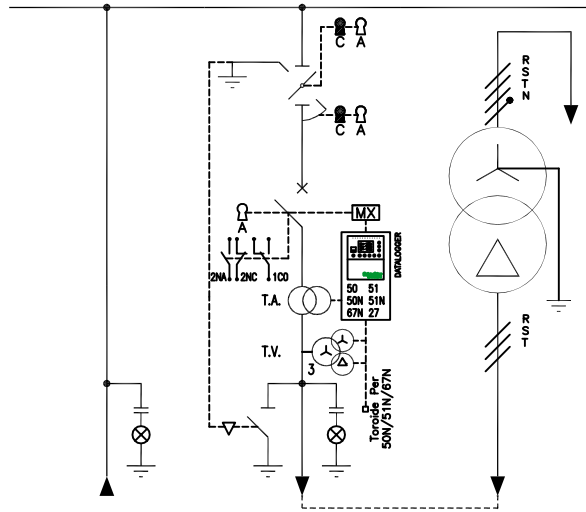 C A
R
S
T
N
C A
A
MX
DATALOGGER
2NA 2NC 1CO
50 51
50N 51N
67N 27
T.A.
T.V.
3
R
S
T
Toroide Per
50N/51N/67N